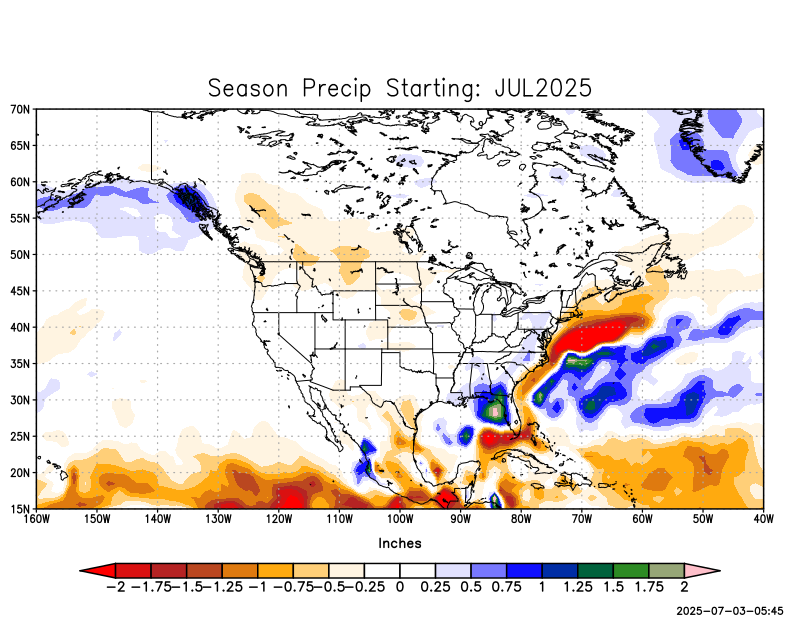 Season Precip Starting: JUL2025
70N
65N
60N
55N
50N
45N
40N
35N
30N
25N
20N
15N
160W 150W 140W 130W 120W 110W 100W 90W 80W 70W 60W 50W 40W
Inches
-2 -1.75 -1.5 -1.25 -1 -0.75 -0.5 -0.25 0 0.25 0.5 0.75 1 1.25 1.5 1.75 2
2025-07-03-05:45